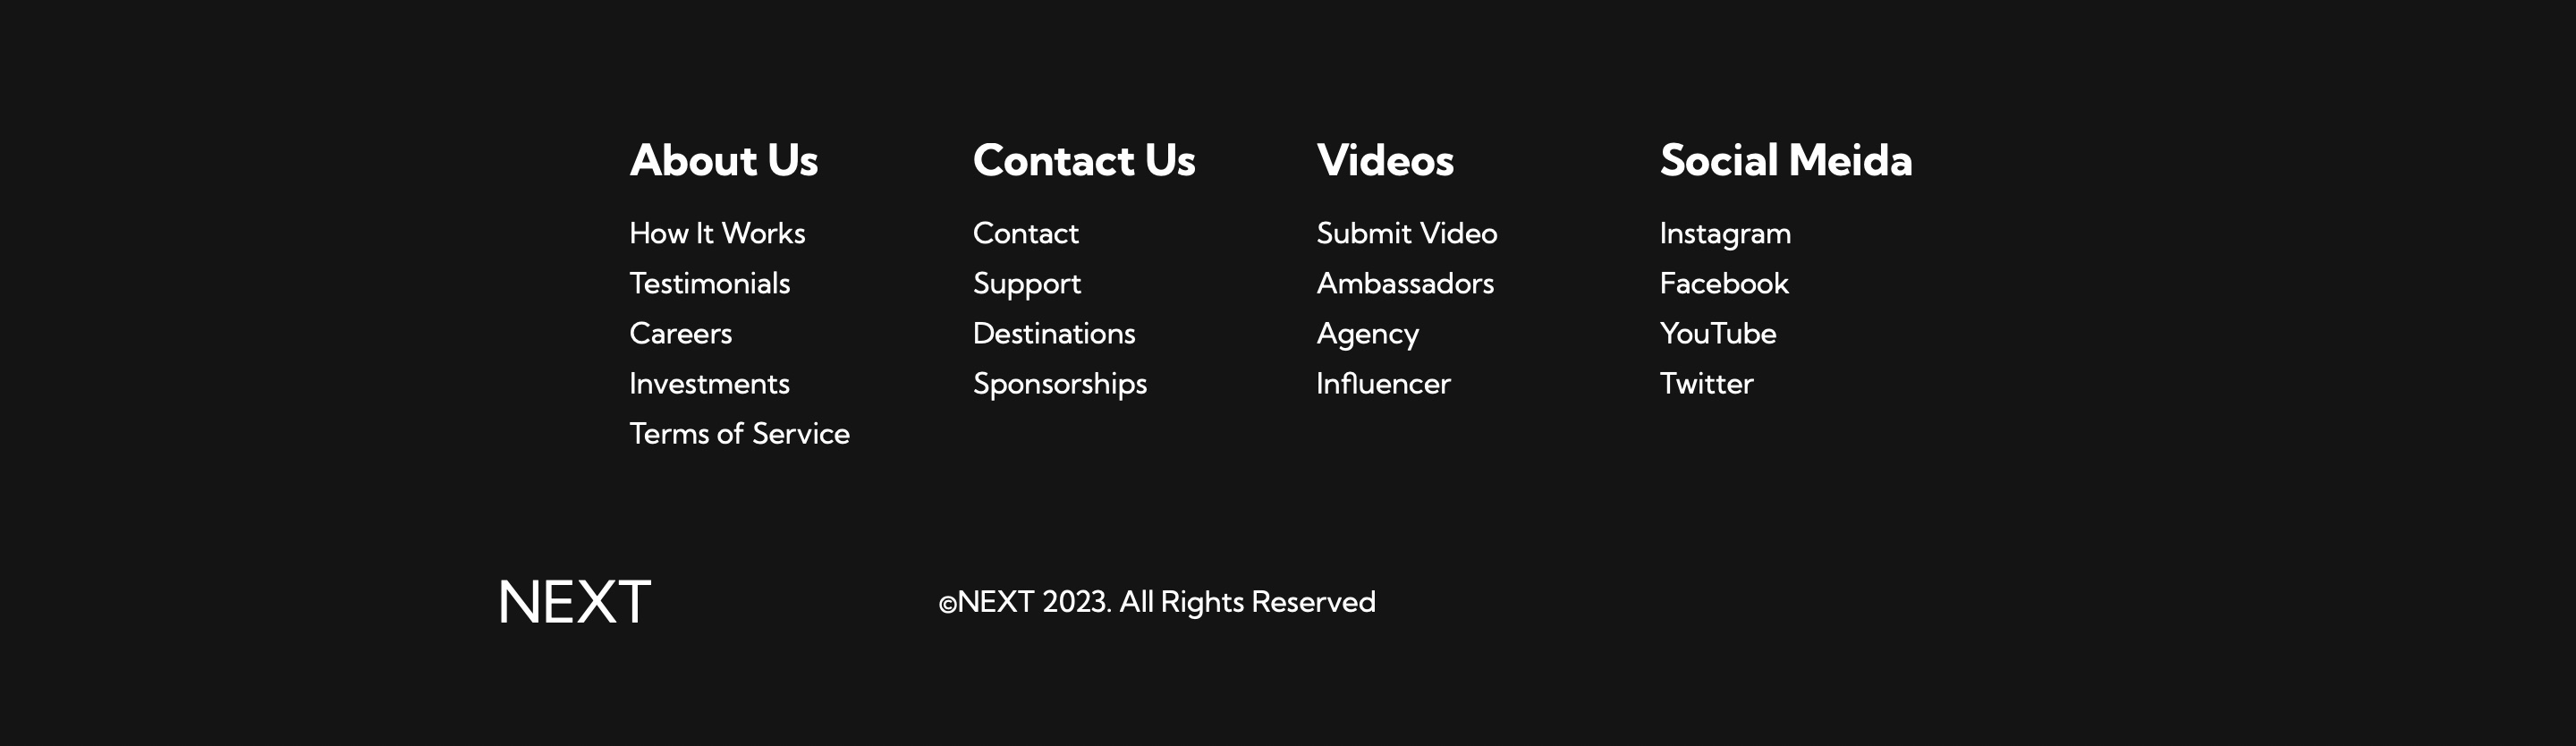 About Us
How It Works
Testimonials
Careers
Investments
Terms of Service
Contact Us
Contact
Support
Destinations
Sponsorships
Videos
Submit Video
Ambassadors
Agency
Influencer
Social Meida
Instagram
Facebook
YouTube
Twitter
NEXT
©NEXT 2023. All Rights Reserved